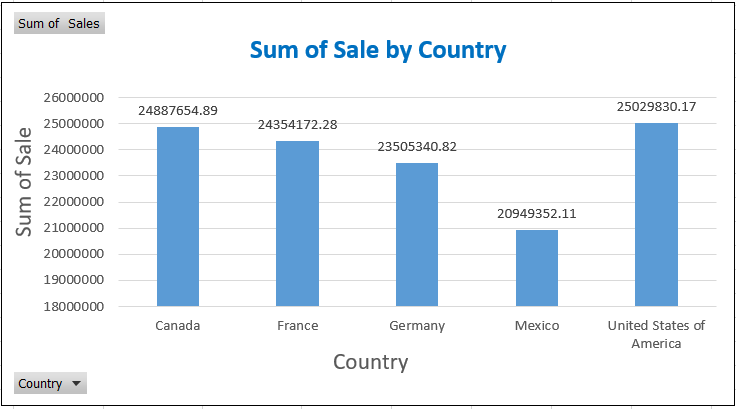 Sum of Sales
Sum of Sale by Country
Sum of Sale
26000000
25000000
24000000
23000000
22000000
21000000
20000000
19000000
18000000
24887654.89
24354172.28
23505340.82
20949352.11
25029830.17
Canada
France
Germany
Mexico
United States of
America
Country
Country